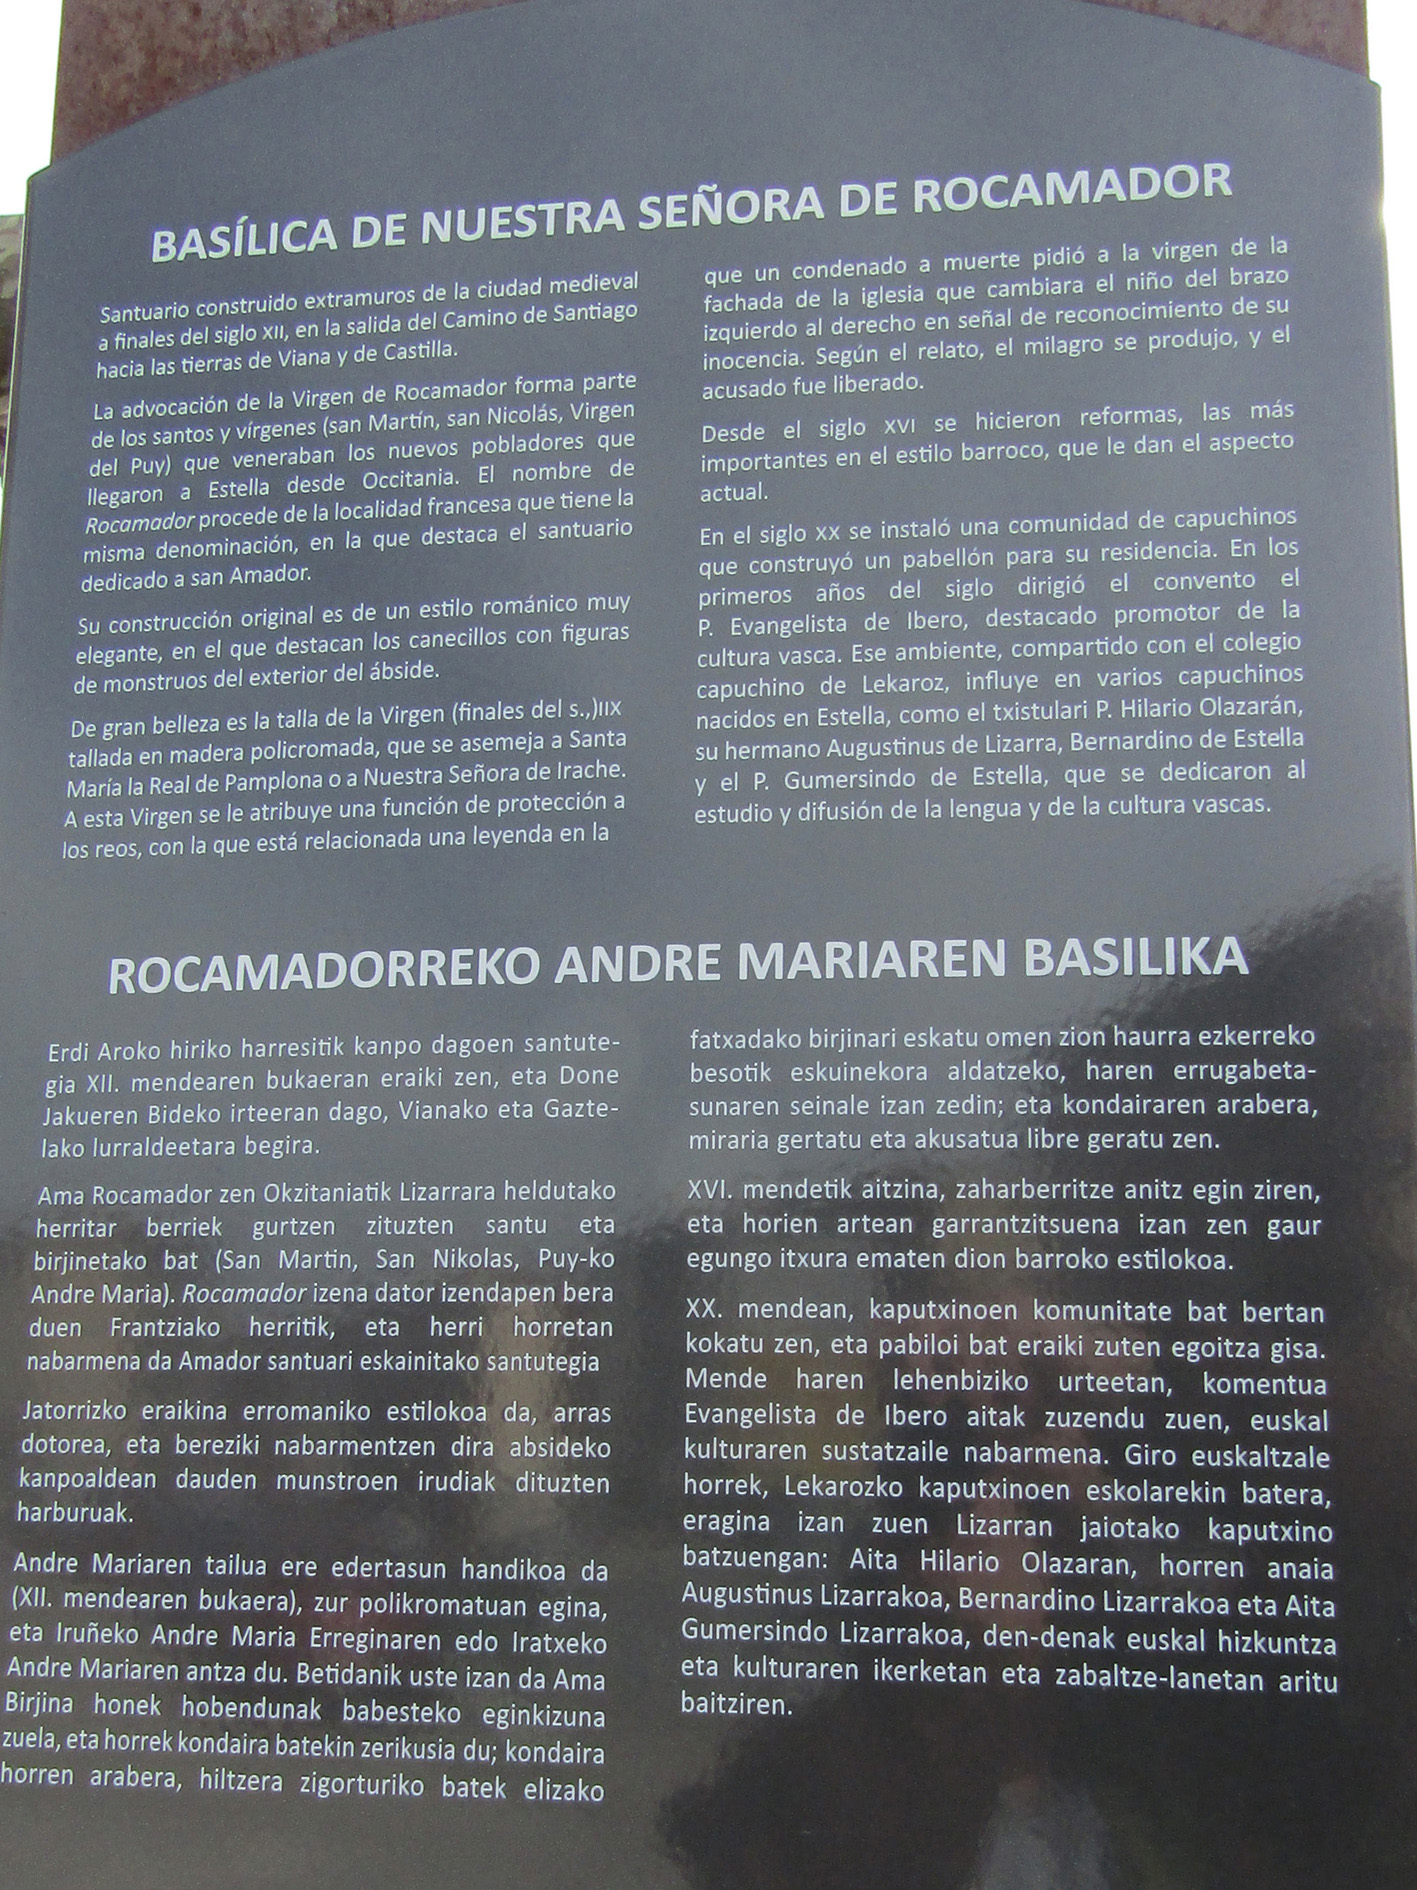 BASÍLICA DE NUESTRA SEÑORA DE ROCAMADOR
Santuario construido extramuros de la ciudad medieval
a finales del siglo XII, en la salida del Camino de Santiago
hacia las tierras de Viana y de Castilla.
La advocación de la Virgen de Rocamador forma parte
de los santos y vírgenes (san Martín, san Nicolás, Virgen
del Puy) que veneraban los nuevos pobladores que
llegaron a Estella desde Occitania. El nombre de
Rocamador procede de la localidad francesa que tiene la
misma denominación, en la que destaca el santuario
dedicado a san Amador.
Su construcción original es de un estilo románico muy
elegante, en el que destacan los canecillos con figuras
de monstruos del exterior del ábside.
De gran belleza es la talla de la Virgen (finales del s.,)IIX
tallada en madera policromada, que se asemeja a Santa
María la Real de Pamplona o a Nuestra Señora de Irache.
A esta Virgen se le atribuye una función de protección a
los reos, con la que está relacionada una leyenda en la
que un condenado a muerte pidió a la virgen de la
fachada de la iglesia que cambiara el niño del brazo
izquierdo al derecho en señal de reconocimiento de su
inocencia. Según el relato, el milagro se produjo, y el
acusado fue liberado.
Desde el siglo XVI se hicieron reformas, las más
importantes en el estilo barroco, que le dan el aspecto
actual.
En el siglo XX se instaló una comunidad de capuchinos
que construyó un pabellón para su residencia. En los
primeros años del siglo dirigió el convento el
P. Evangelista de Ibero, destacado promotor de la
cultura vasca. Ese ambiente, compartido con el colegio
capuchino de Lekaroz, influye en varios capuchinos
nacidos en Estella, como el txistulari P. Hilario Olazarán,
su hermano Augustinus de Lizarra, Bernardino de Estella
y el P. Gumersindo de Estella, que se dedicaron al
estudio y difusión de la lengua y de la cultura vascas.
ROCAMADORREKO ANDRE MARIAREN BASILIKA
Erdi Aroko hiriko harresitik kanpo dagoen santute-
gia XII. mendearen bukaeran eraiki zen, eta Done
Jakueren Bideko irteeran dago, Vianako eta Gazte-
lako lurraldeetara begira.
Ama Rocamador zen Okzitaniatik Lizarrara heldutako
herritar berriek gurtzen zituzten santu eta
birjinetako bat (San Martin, San Nikolas, Puy-ko
Andre Maria). Rocamador izena dator izendapen bera
duen Frantziako herritik, eta herri horretan
nabarmena da Amador santuari eskainitako santutegia
Jatorrizko eraikina erromaniko estilokoa da, arras
dotorea, eta bereziki nabarmentzen dira absideko
kanpoaldean dauden munstroen irudiak dituzten
harburuak.
Andre Mariaren tailua ere edertasun handikoa da
(XII. mendearen bukaera), zur polikromatuan egina,
eta Iruñeko Andre Maria Erreginaren edo Iratxeko
Andre Mariaren antza du. Betidanik uste izan da Ama
Birjina honek hobendunak babesteko eginkizuna
zuela, eta horrek kondaira batekin zerikusia du; kondaira
horren arabera, hiltzera zigorturiko batek elizako
fatxadako birjinari eskatu omen zion haurra ezkerreko
besotik eskuinekora aldatzeko, haren errugabeta-
sunaren seinale izan zedin; eta kondairaren arabera,
miraria gertatu eta akusatua libre geratu zen.
XVI. mendetik aitzina, zaharberritze anitz egin ziren,
eta horien artean garrantzitsuena izan zen gaur
egungo itxura ematen dion barroko estilokoa.
XX. mendean, kaputxinoen komunitate bat bertan
kokatu zen, eta pabiloi bat eraiki zuten egoitza gisa.
Mende haren lehenbiziko urteetan, komentua
Evangelista de Ibero aitak zuzendu zuen, euskal
kulturaren sustatzaile nabarmena. Giro euskaltzale
horrek, Lekarozko kaputxinoen eskolarekin batera,
eragina izan zuen Lizarran jaiotako kaputxino
batzuengan: Aita Hilario Olazaran, horren anaia
Augustinus Lizarrakoa, Bernardino Lizarrakoa eta Aita
Gumersindo Lizarrakoa, den-denak euskal hizkuntza
eta kulturaren ikerketan eta zabaltze-lanetan aritu
baitziren.